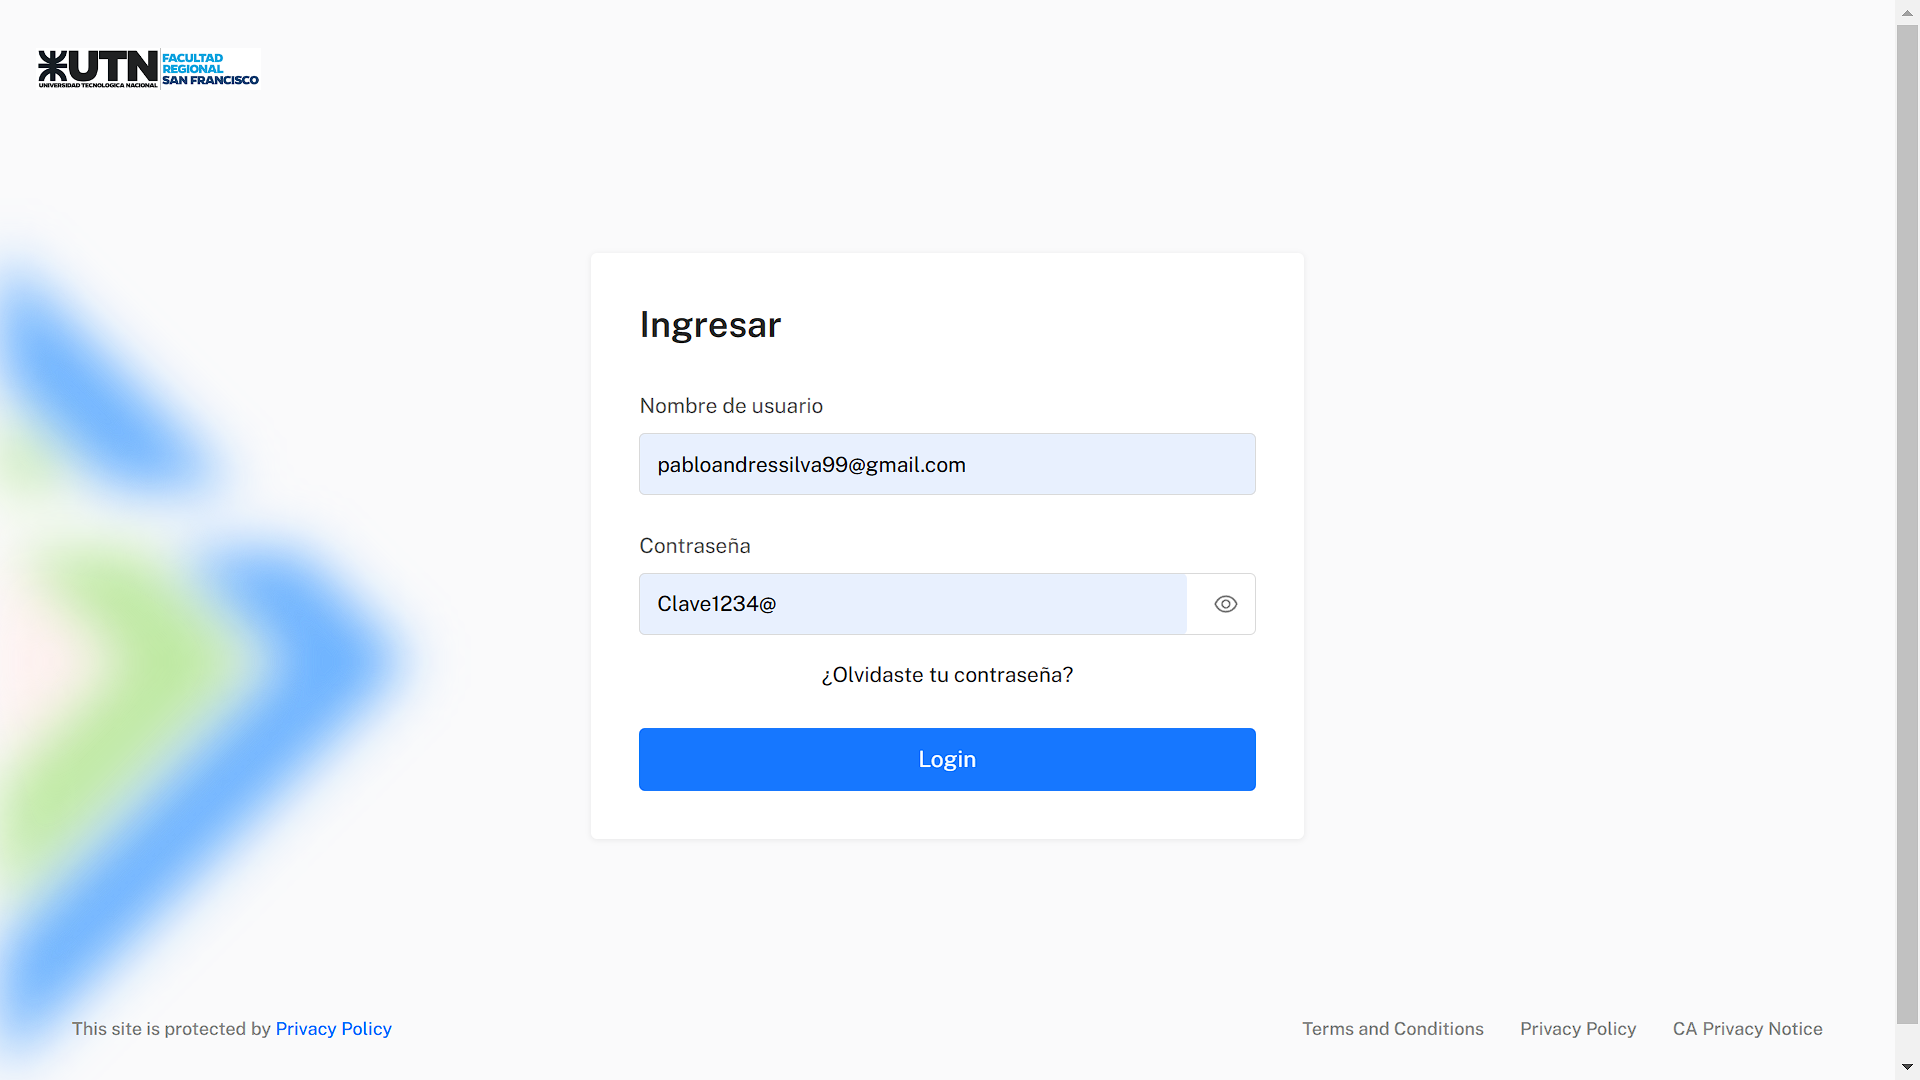 UTN
UNIVERSIDAD TECNOLOGICA NACIONAL
FACULTAD
REGIONAL
SAN FRANCISCO
Ingresar
Nombre de usuario
pabloandressilva99@gmail.com
Contraseña
Clave1234@
¿Olvidaste tu contraseña?
Login
This site is protected by Privacy Policy
Terms and Conditions
Privacy Policy
CA Privacy Notice